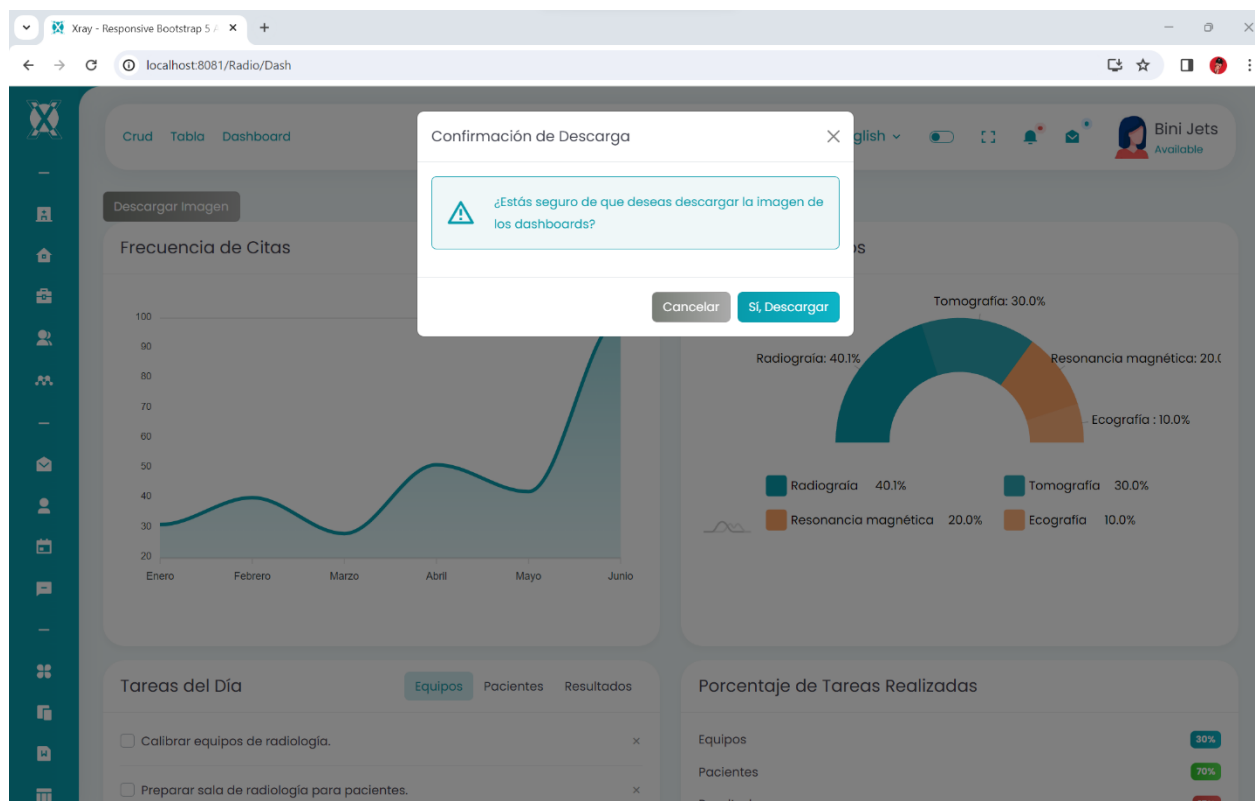 Xray - Responsive Bootstrap 5 A
localhost:8081/Radio/Dash
Crud Tabla Dashboard
glish
Bini Jets
Available
Confirmación de Descarga
¿Estás seguro de que deseas descargar la imagen de
los dashboards?
Cancelar
Sí, Descargar
Descargar Imagen
Frecuencia de Citas
100
90
80
70
60
50
40
30
20
Enero Febrero Marzo Abril Mayo Junio
os
Tomografía: 30.0%
Radiograía: 40.1%
Resonancia magnética: 20.(
Ecografía : 10.0%
Radiograía 40.1%
Tomografía 30.0%
Resonancia magnética 20.0%
Ecografía 10.0%
Tareas del Día
Equipos Pacientes Resultados
Calibrar equipos de radiología.
Preparar sala de radiología para pacientes.
Porcentaje de Tareas Realizadas
Equipos 30%
Pacientes 70%